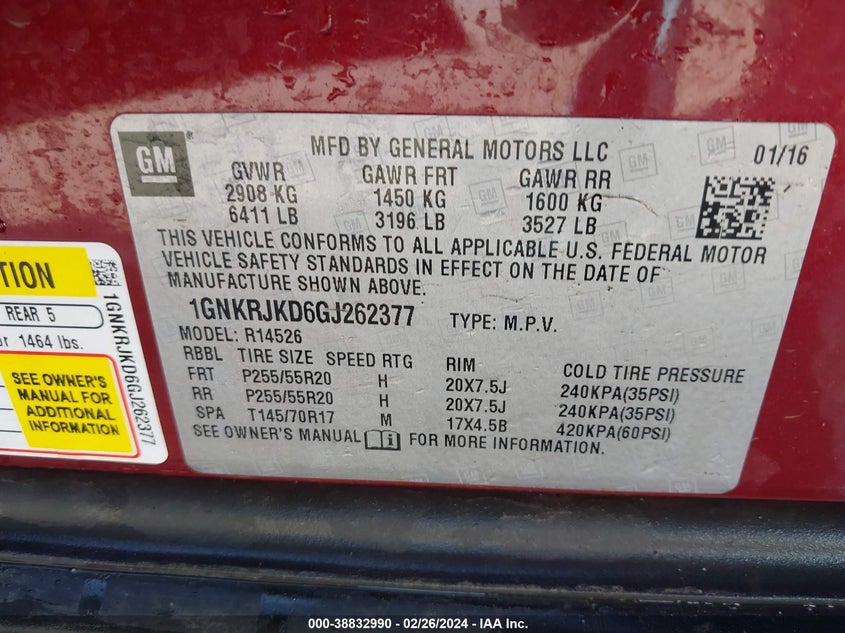 GM
MFD BY GENERAL MOTORS LLC
01/16
GVWR GAWR FRT GAWR RR
2908 KG 1450 KG 1600 KG
6411 LB 3196 LB 3527 LB
THIS VEHICLE CONFORMS TO ALL APPLICABLE U.S. FEDERAL MOTOR
VEHICLE SAFETY STANDARDS IN EFFECT ON THE DATE OF
MANUFACTURE SHOWN ABOVE.
1GNKRJKD6GJ262377 TYPE: M.P.V.
MODEL: R14526
RBBL TIRE SIZE SPEED RTG RIM COLD TIRE PRESSURE
FRT P255/55R20 H 20X7.5J 240KPA(35PSI)
RR P255/55R20 H 20X7.5J 240KPA(35PSI)
SPA T145/70R17 M 17X4.5B 420KPA(60PSI)
SEE OWNER'S MANUAL FOR MORE INFORMATION.
TION
REAR 5
or 1464 lbs.
SEE OWNER'S
MANUAL FOR
ADDITIONAL
INFORMATION
1GNKRJKD6GJ262377
000-38832990 - 02/26/2024 - IAA Inc.